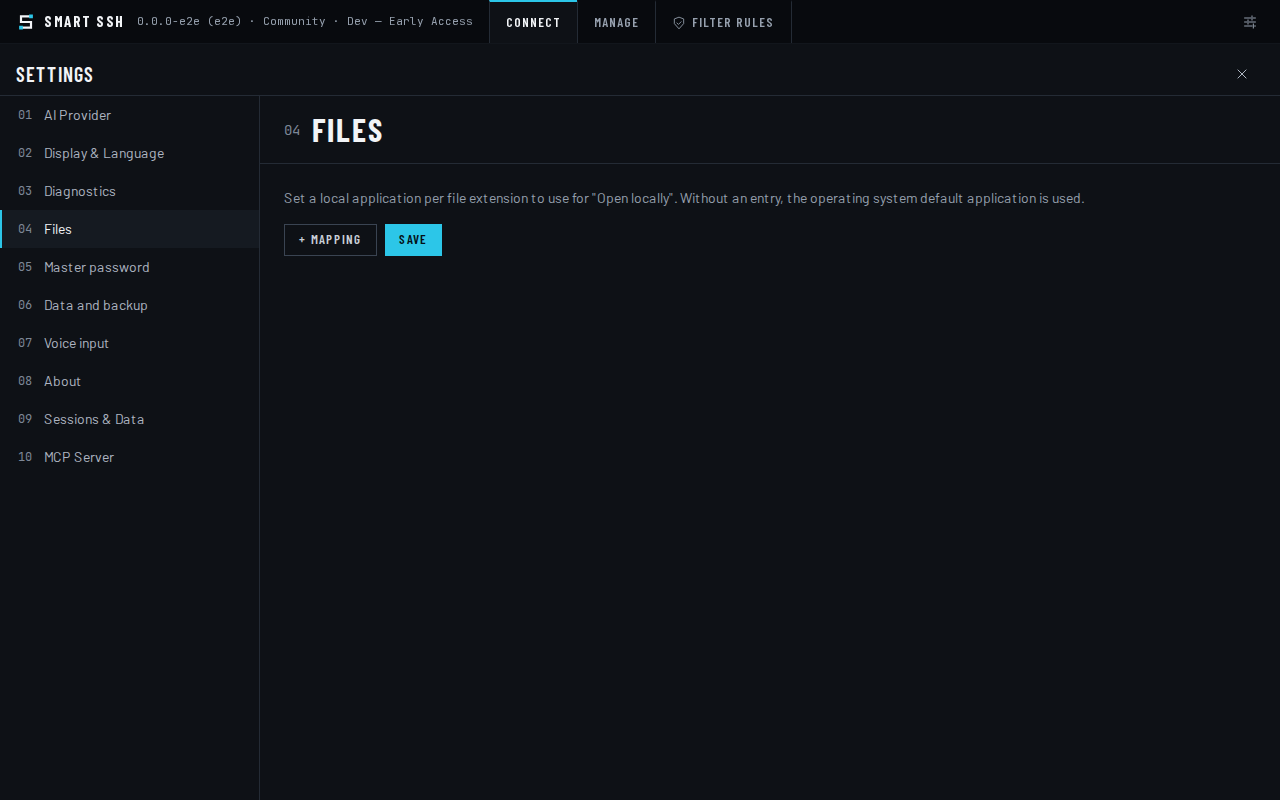 SMART SSH 0.0.0-e2e (e2e) · Community · Dev — Early Access CONNECT MANAGE FILTER RULES
SETTINGS
01 AI Provider
02 Display & Language
03 Diagnostics
04 Files
05 Master password
06 Data and backup
07 Voice input
08 About
09 Sessions & Data
10 MCP Server
04 FILES
Set a local application per file extension to use for "Open locally". Without an entry, the operating system default application is used.
+ MAPPING SAVE